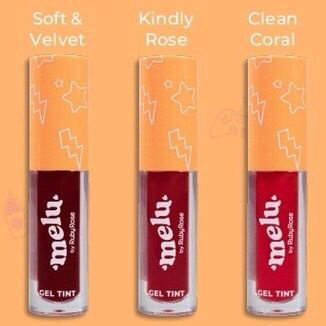 Soft &
Velvet
Kindly
Rose
Clean
Coral
melu
by RubyRose
GEL TINT
melu
by RubyRose
GEL TINT
melu
by RubyRose
GEL TINT